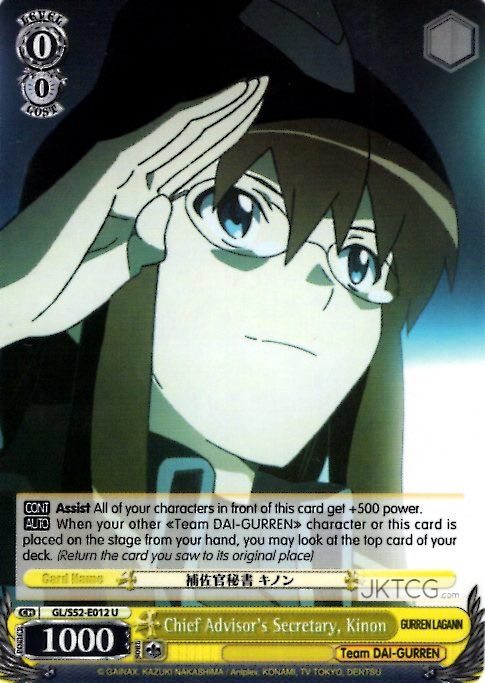 LEVEL
0
0
COST
CONT Assist All of your characters in front of this card get +500 power.
AUTO When your other «Team DAI-GURREN» character or this card is
placed on the stage from your hand, you may look at the top card of your
deck. (Return the card you saw to its original place)
Card Name
補佐官秘書 キノン
JKTCG.com
CH GL/S52-E012 U
POWER 1000 SOUL
Chief Advisor's Secretary, Kinon
GURREN LAGANN
Team DAI-GURREN
© GAINAX, KAZUKI NAKASHIMA / Aniplex, KONAMI, TV TOKYO, DENTSU